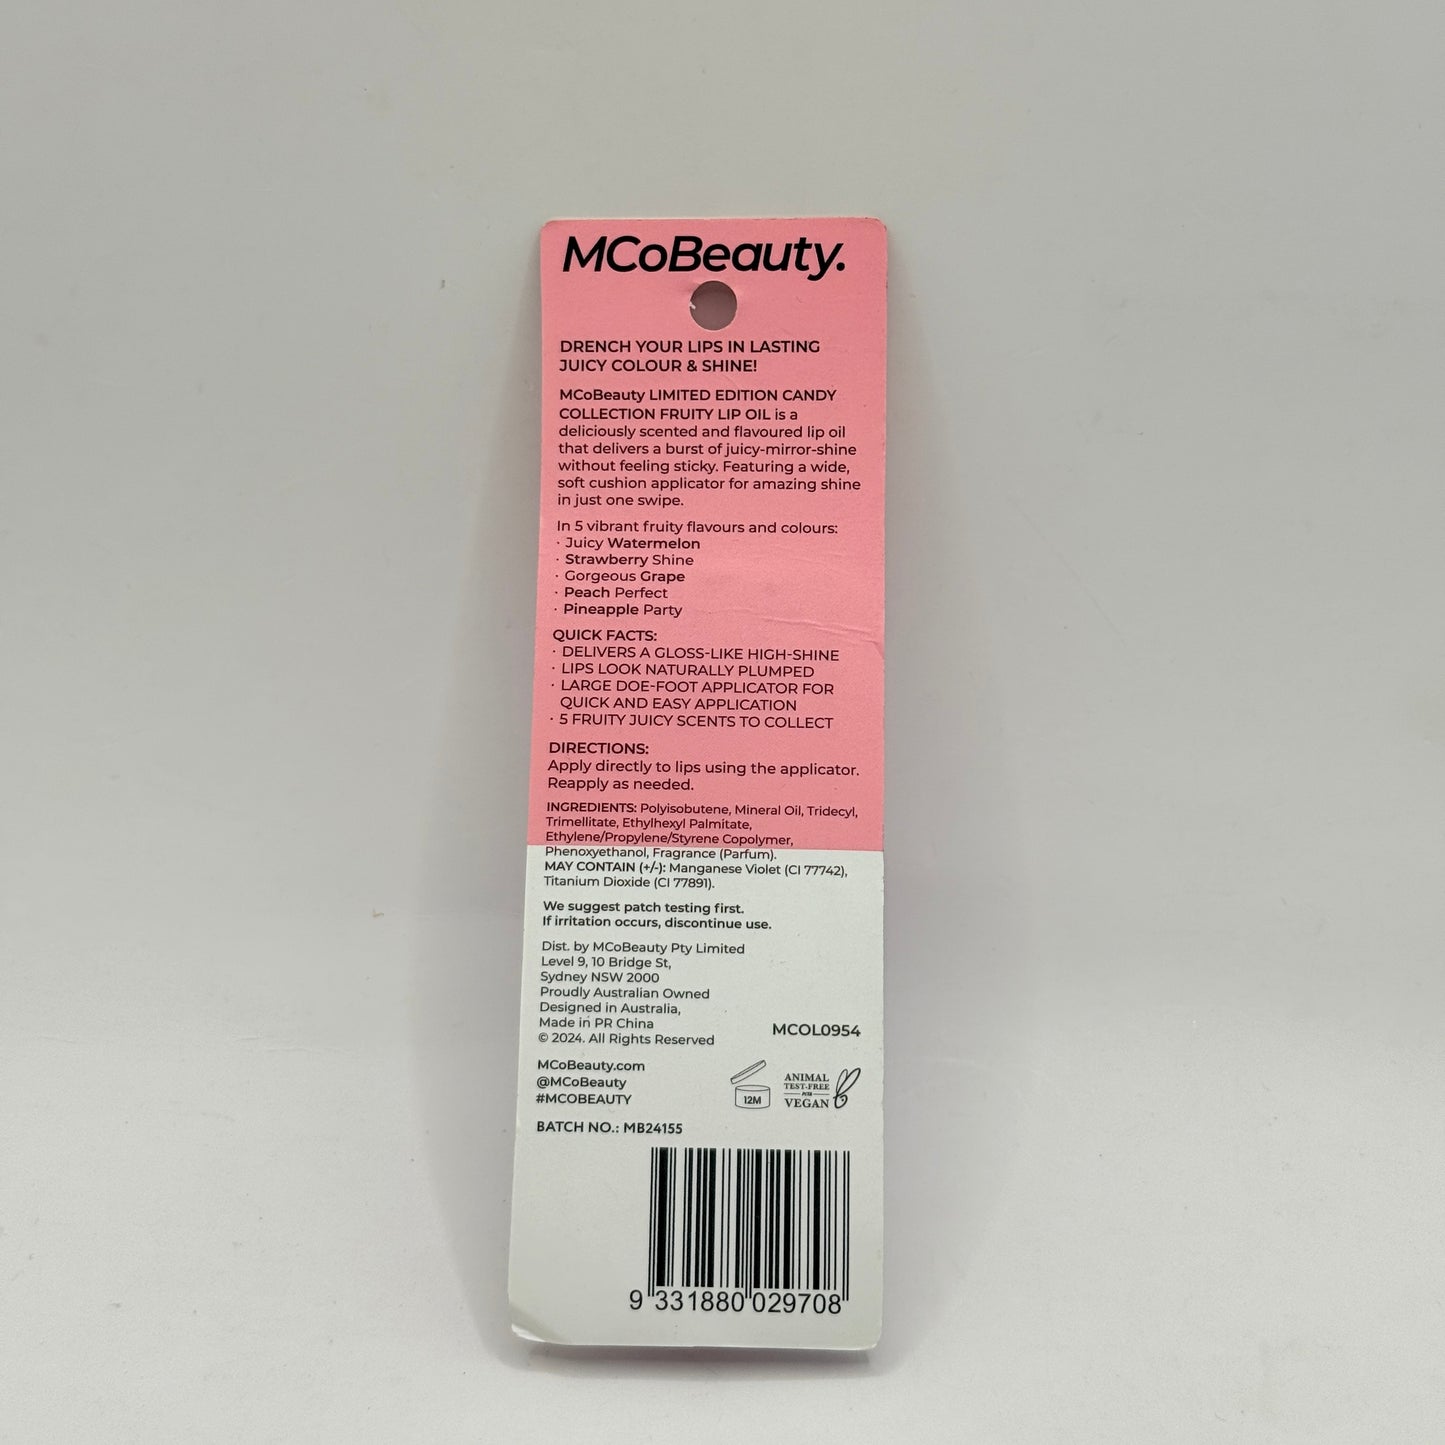 MCoBeauty.
DRENCH YOUR LIPS IN LASTING
JUICY COLOUR & SHINE!
MCoBeauty LIMITED EDITION CANDY
COLLECTION FRUITY LIP OIL is a
deliciously scented and flavoured lip oil
that delivers a burst of juicy-mirror-shine
without feeling sticky. Featuring a wide,
soft cushion applicator for amazing shine
in just one swipe.
In 5 vibrant fruity flavours and colours:
· Juicy Watermelon
· Strawberry Shine
· Gorgeous Grape
· Peach Perfect
· Pineapple Party
QUICK FACTS:
· DELIVERS A GLOSS-LIKE HIGH-SHINE
· LIPS LOOK NATURALLY PLUMPED
· LARGE DOE-FOOT APPLICATOR FOR
QUICK AND EASY APPLICATION
· 5 FRUITY JUICY SCENTS TO COLLECT
DIRECTIONS:
Apply directly to lips using the applicator.
Reapply as needed.
INGREDIENTS: Polyisobutene, Mineral Oil, Tridecyl,
Trimellitate, Ethylhexyl Palmitate,
Ethylene/Propylene/Styrene Copolymer,
Phenoxyethanol, Fragrance (Parfum).
MAY CONTAIN (+/-): Manganese Violet (CI 77742),
Titanium Dioxide (CI 77891).
We suggest patch testing first.
If irritation occurs, discontinue use.
Dist. by MCoBeauty Pty Limited
Level 9, 10 Bridge St,
Sydney NSW 2000
Proudly Australian Owned
Designed in Australia,
Made in PR China
© 2024. All Rights Reserved
MCOL0954
MCoBeauty.com
@MCoBeauty
#MCOBEAUTY
12M
ANIMAL
TEST-FREE
PETA
VEGAN
BATCH NO.: MB24155
9 331880 029708